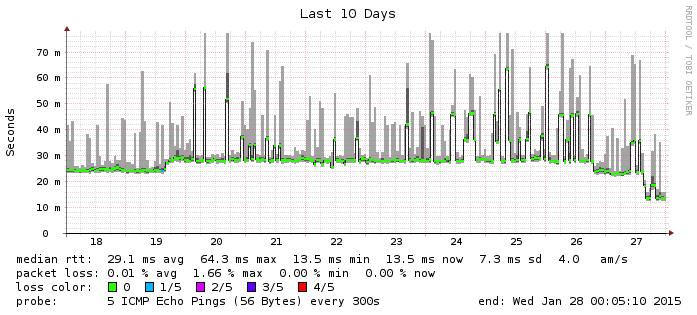 Last 10 Days
RRDTOOL / TOBI OETIKER
Seconds
70 m
60 m
50 m
40 m
30 m
20 m
10 m
0
18 19 20 21 22 23 24 25 26 27
median rtt: 29.1 ms avg 64.3 ms max 13.5 ms min 13.5 ms now 7.3 ms sd 4.0 am/s
packet loss: 0.01 % avg 1.66 % max 0.00 % min 0.00 % now
loss color: 0 1/5 2/5 3/5 4/5
probe: 5 ICMP Echo Pings (56 Bytes) every 300s end: Wed Jan 28 00:05:10 2015